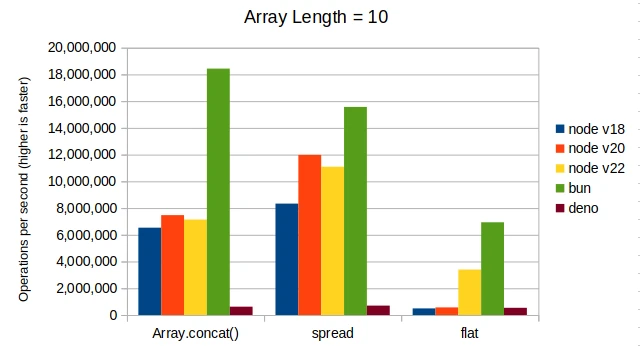 Array Length = 10
Operations per second (higher is faster)
20,000,000
18,000,000
16,000,000
14,000,000
12,000,000
10,000,000
8,000,000
6,000,000
4,000,000
2,000,000
0
Array.concat()
spread
flat
node v18
node v20
node v22
bun
deno